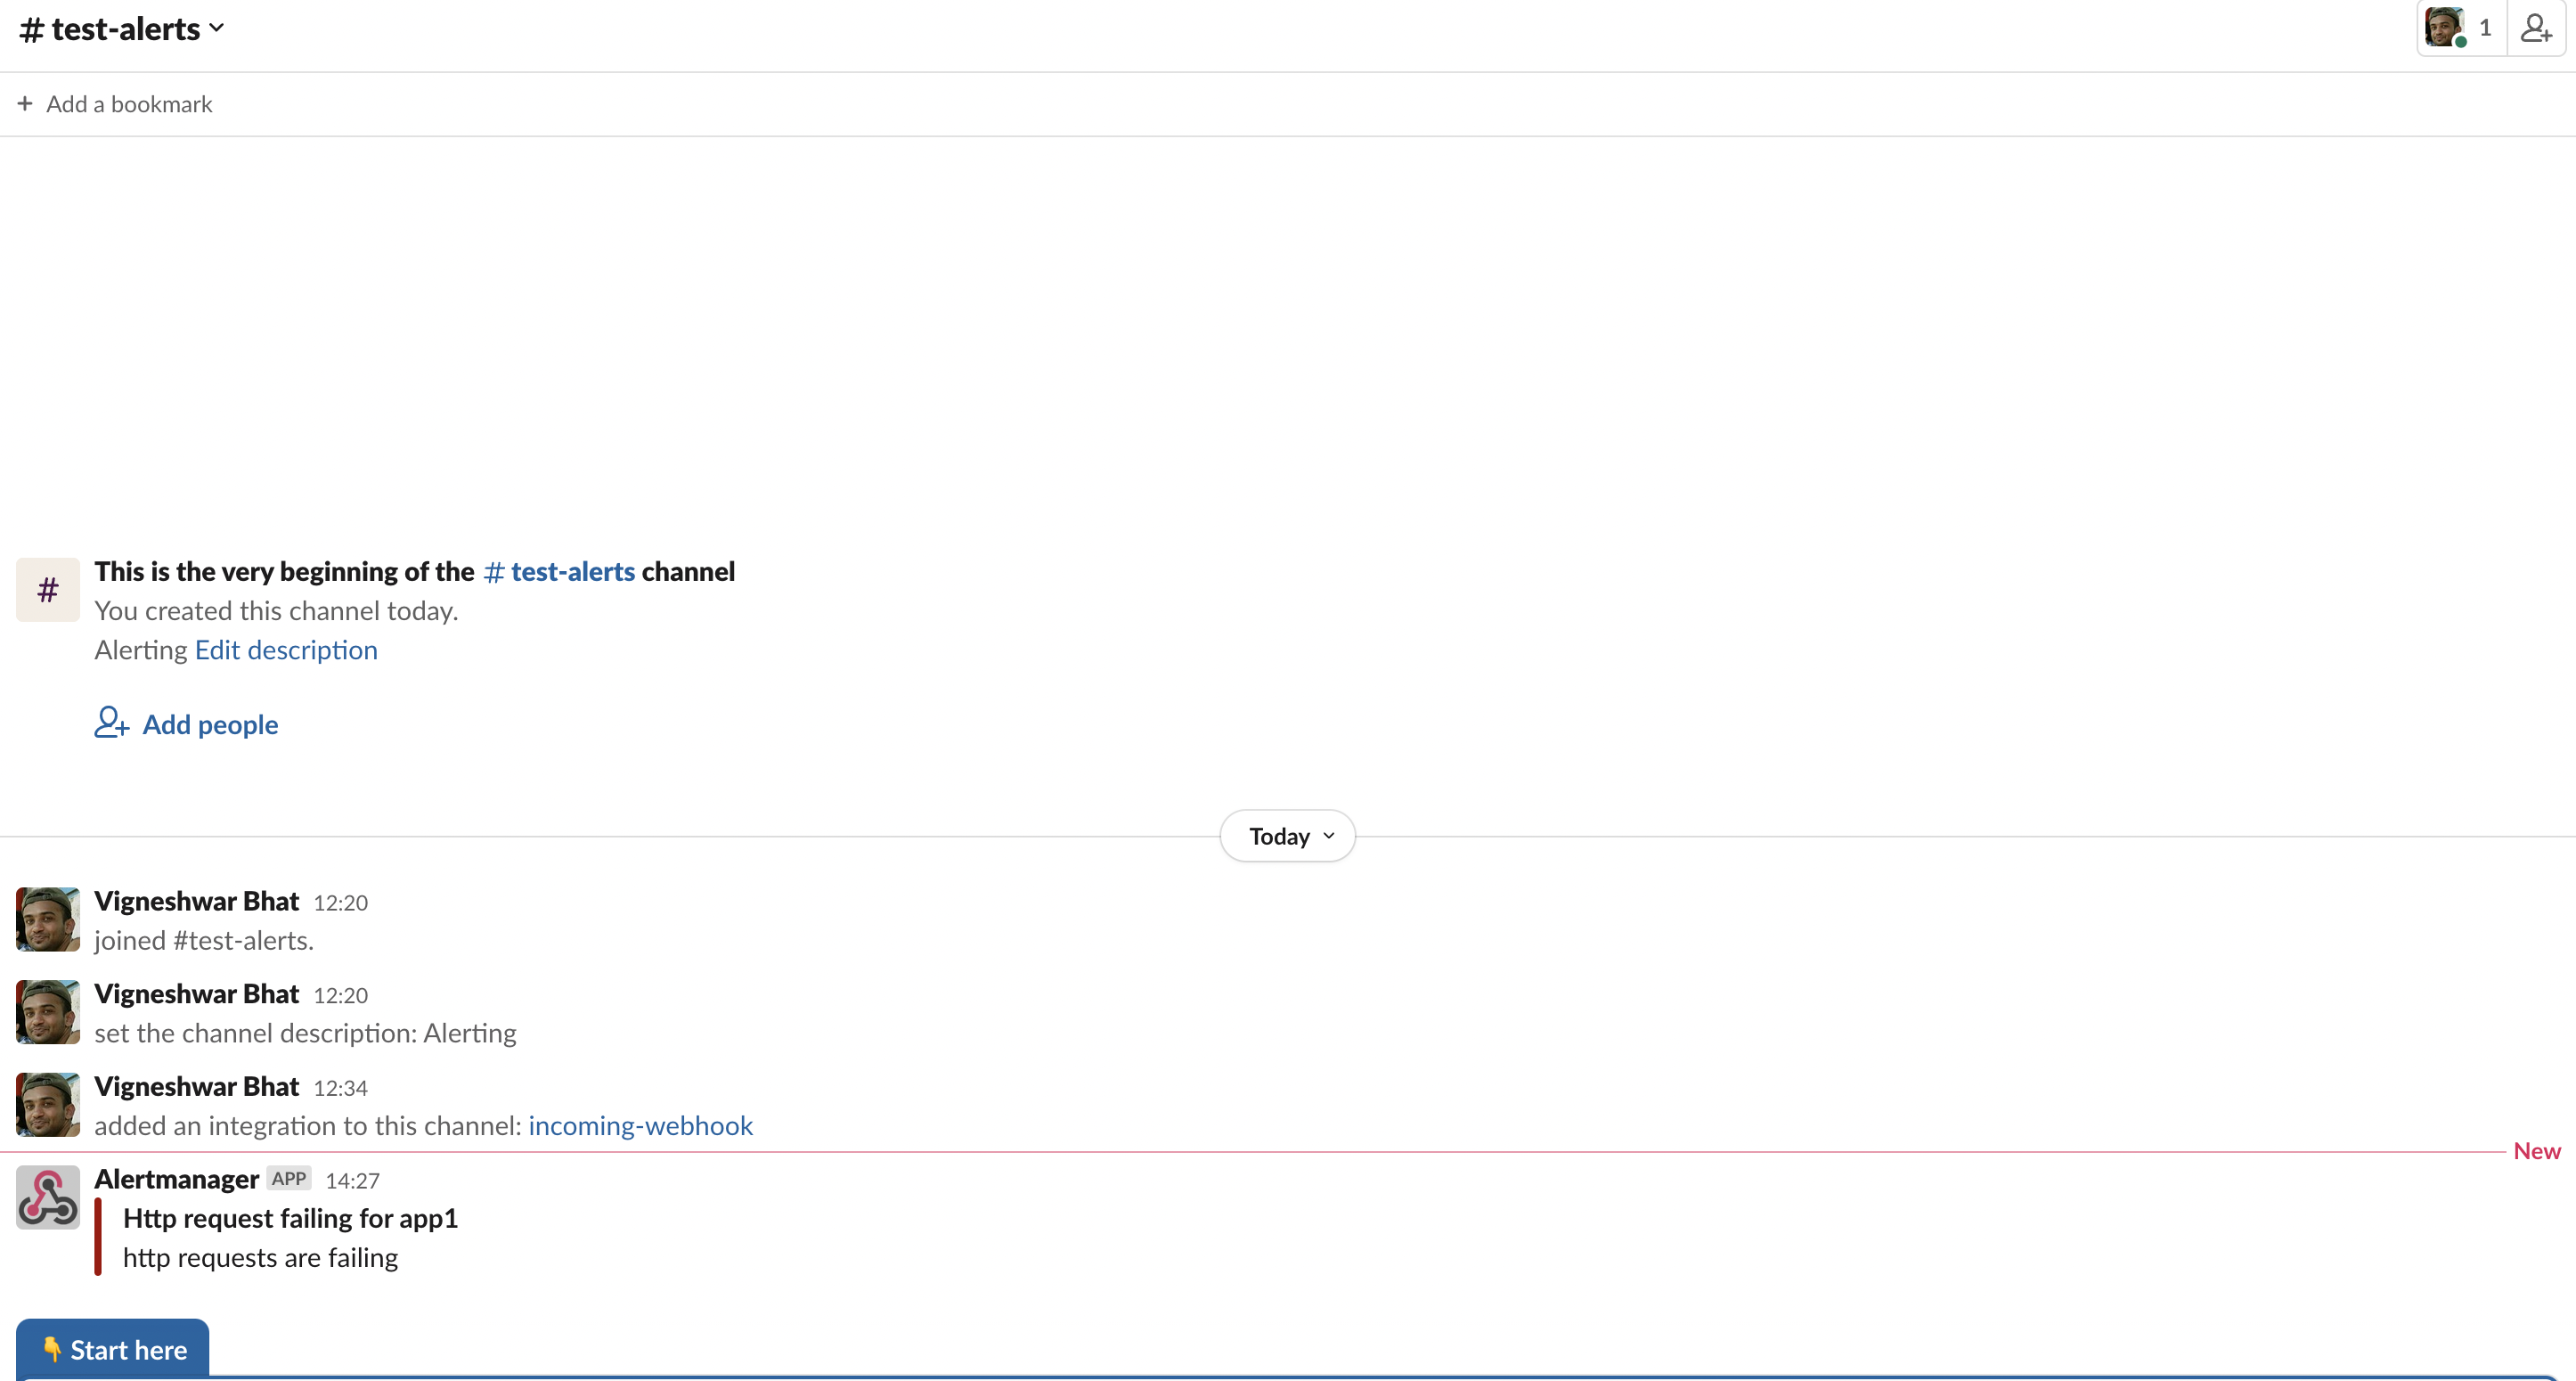 # test-alerts
1
+ Add a bookmark
# This is the very beginning of the # test-alerts channel
You created this channel today.
Alerting Edit description
Add people
Today
Vigneshwar Bhat 12:20
joined #test-alerts.
Vigneshwar Bhat 12:20
set the channel description: Alerting
Vigneshwar Bhat 12:34
added an integration to this channel: incoming-webhook
New
Alertmanager APP 14:27
Http request failing for app1
http requests are failing
👇 Start here